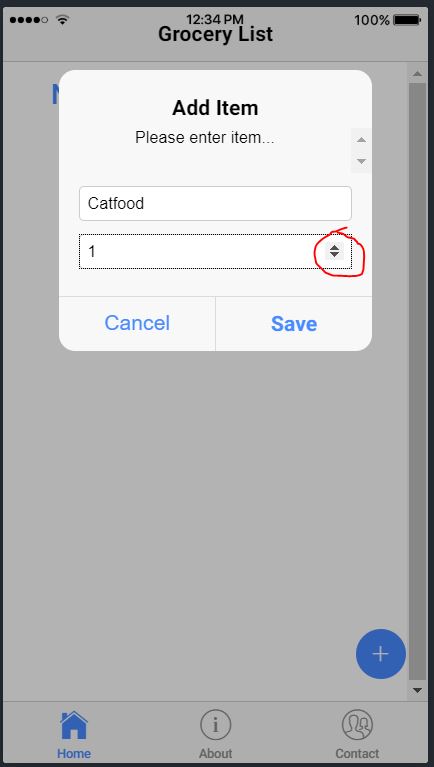 12:34 PM 100%
Grocery List
Add Item
Please enter item...
Catfood
1
Cancel Save
+
Home About Contact